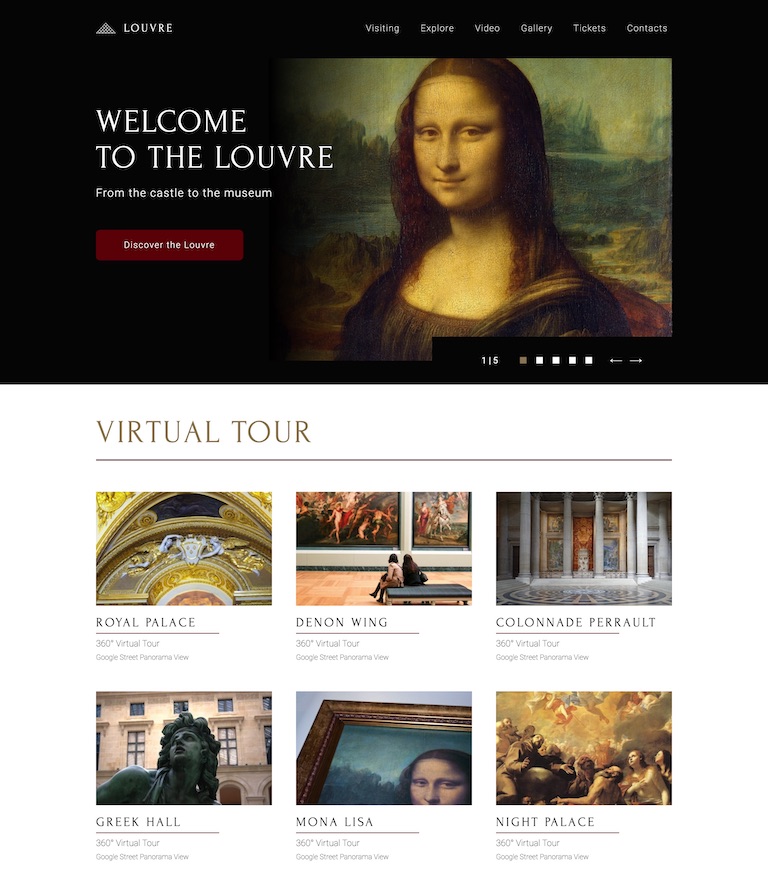 LOUVRE
Visiting Explore Video Gallery Tickets Contacts
WELCOME
TO THE LOUVRE
From the castle to the museum
Discover the Louvre
1 | 5
VIRTUAL TOUR
ROYAL PALACE
360° Virtual Tour
Google Street Panorama View
DENON WING
360° Virtual Tour
Google Street Panorama View
COLONNADE PERRAULT
360° Virtual Tour
Google Street Panorama View
GREEK HALL
360° Virtual Tour
Google Street Panorama View
MONA LISA
360° Virtual Tour
Google Street Panorama View
NIGHT PALACE
360° Virtual Tour
Google Street Panorama View